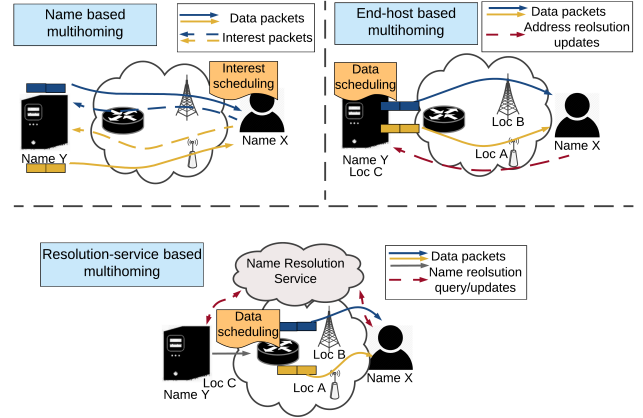 Name based
multihoming
Data packets
Interest packets
Interest
scheduling
Name Y
Name X
End-host based
multihoming
Data packets
Address reolsution
updates
Data
scheduling
Loc B
Loc A
Name Y
Loc C
Name X
Resolution-service based
multihoming
Name Resolution
Service
Data packets
Name reolsution
query/updates
Data
scheduling
Loc B
Loc C
Loc A
Name Y
Name X